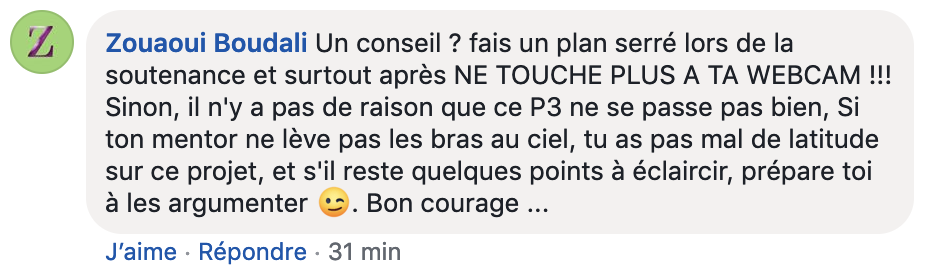 Z
Zouaoui Boudali Un conseil ? fais un plan serré lors de la
soutenance et surtout après NE TOUCHE PLUS A TA WEBCAM !!!
Sinon, il n'y a pas de raison que ce P3 ne se passe pas bien, Si
ton mentor ne lève pas les bras au ciel, tu as pas mal de latitude
sur ce projet, et s'il reste quelques points à éclaircir, prépare toi
à les argumenter 😉. Bon courage ...
J’aime · Répondre · 31 min